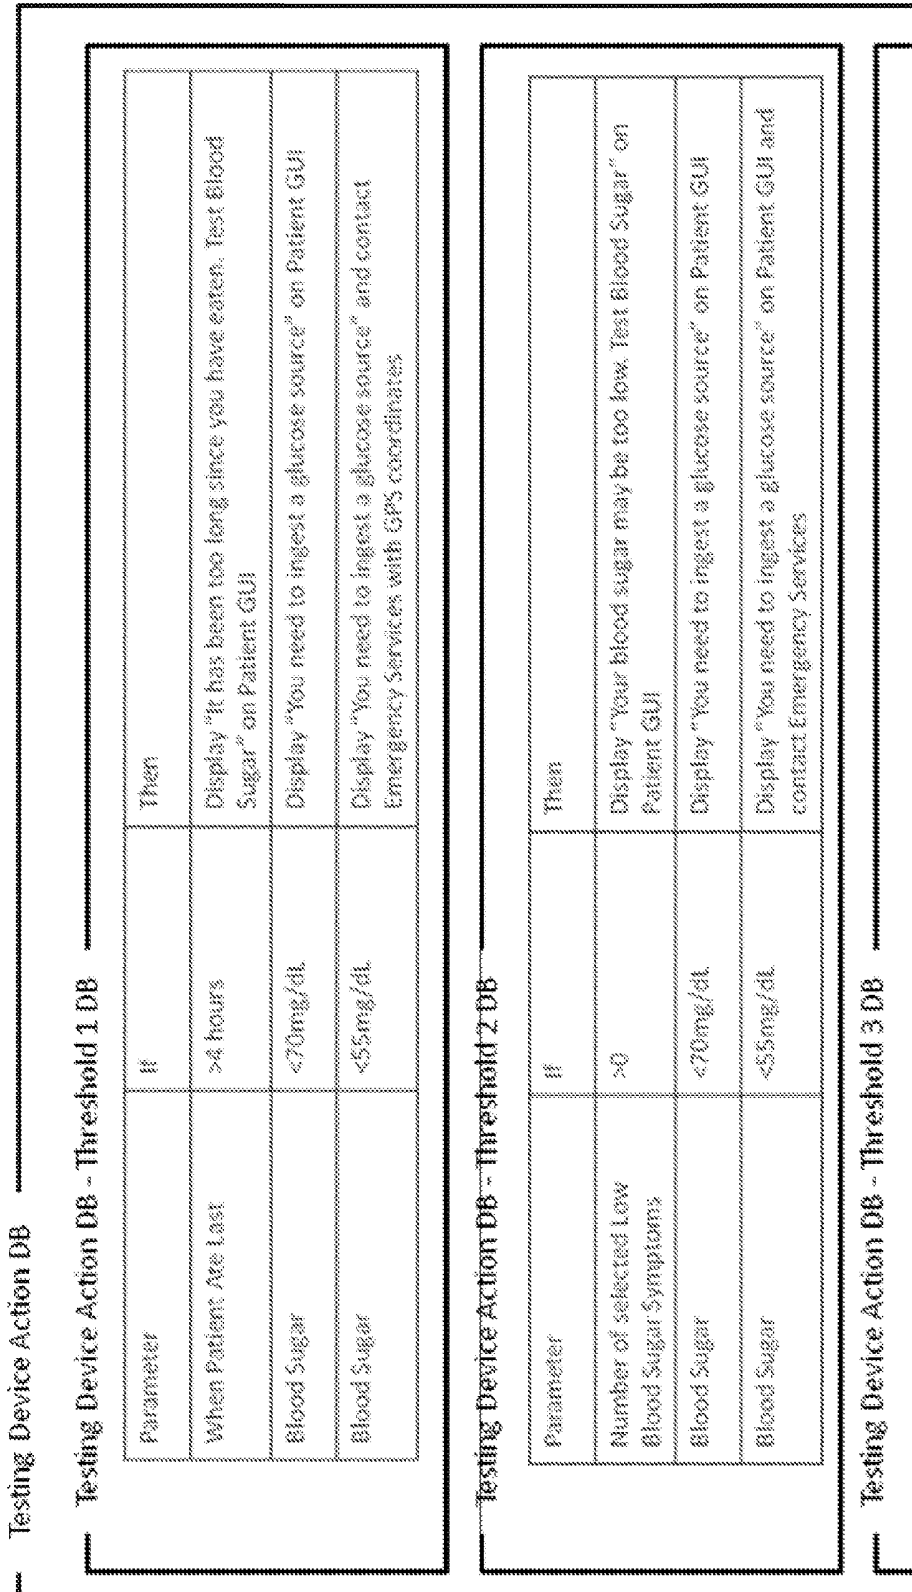 Testing Device Action DB
Testing Device Action DB - Threshold 1 DB
Parameter
If
Then
When Patient Ate Last
>4 hours
Display "It has been too long since you have eaten. Test Blood
Sugar" on Patient GUI
Blood Sugar
<70mg/dL
Display "You need to ingest a glucose source" on Patient GUI
Blood Sugar
<55mg/dL
Display "You need to ingest a glucose source" and contact
Emergency Services with GPS coordinates
Testing Device Action DB - Threshold 2 DB
Parameter
If
Then
Number of selected Low
Blood Sugar Symptoms
>0
Display "Your blood sugar may be too low. Test Blood Sugar" on
Patient GUI
Blood Sugar
<70mg/dL
Display "You need to ingest a glucose source" on Patient GUI
Blood Sugar
<55mg/dL
Display "You need to ingest a glucose source" on Patient GUI and
contact Emergency Services
Testing Device Action DB - Threshold 3 DB